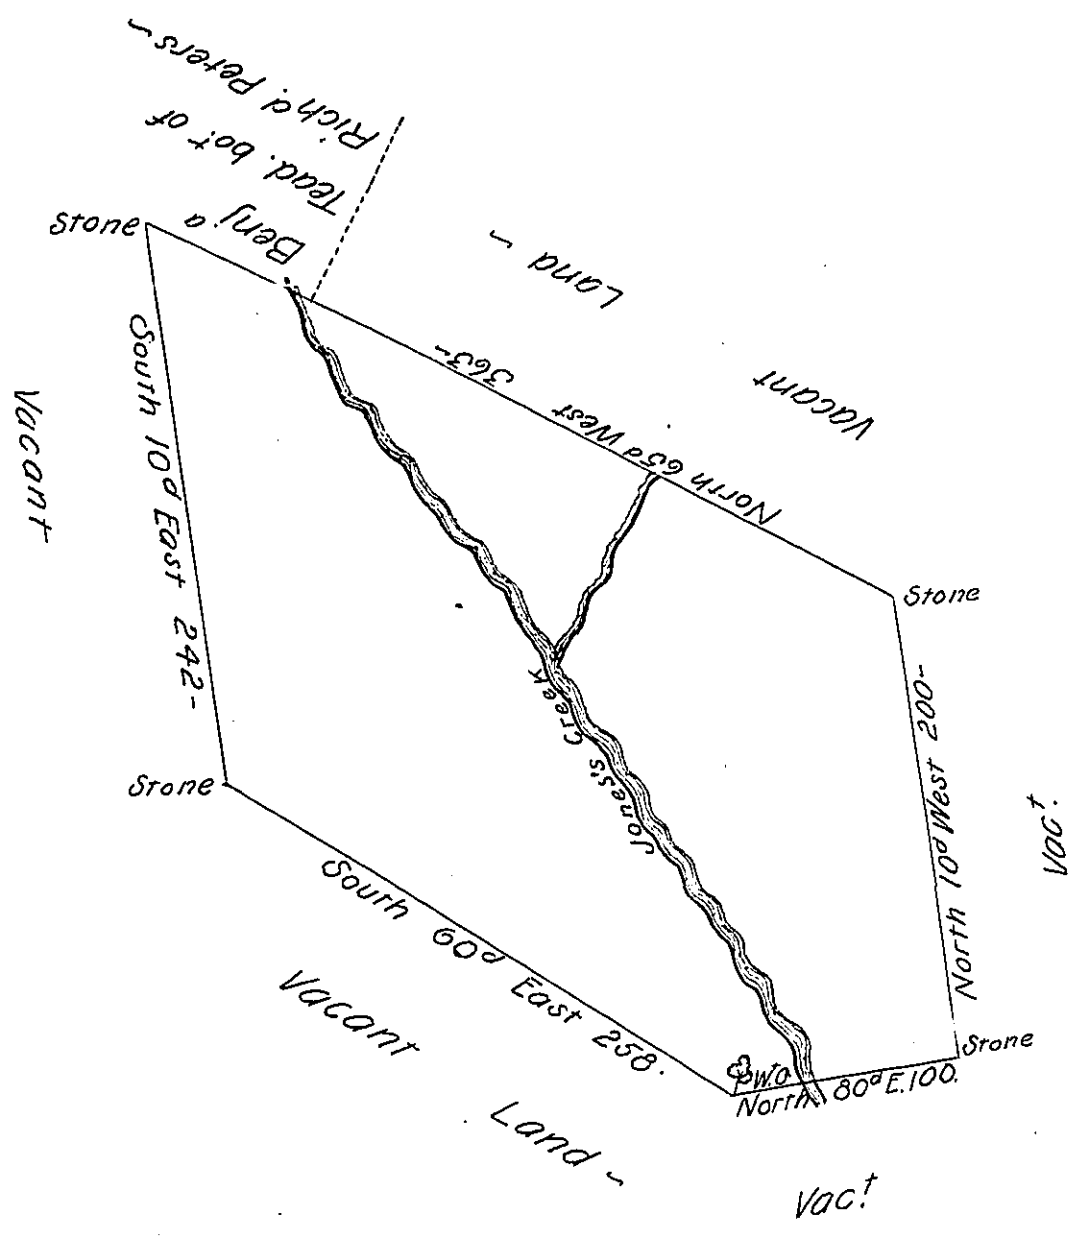 Benj.a
Tead. bot of
Rich.d Peters~
Stone
South 10d East 242-
Vacant
Stone
South 60d East 258.
Vacant
Land ~
W.O
North 80d E. 100.
Vac.t
Stone
North 10d West 200-
Vac.t
Stone
North 65d West 363~
Vacant
Land ~
Jones's Creek